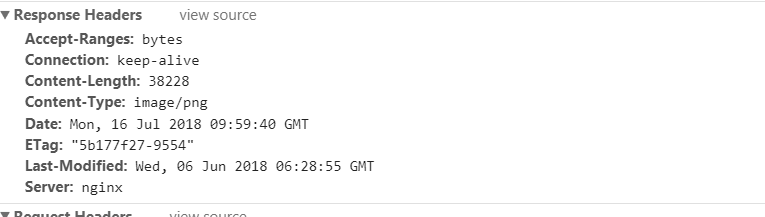 ▼ Response Headers view source
Accept-Ranges: bytes
Connection: keep-alive
Content-Length: 38228
Content-Type: image/png
Date: Mon, 16 Jul 2018 09:59:40 GMT
ETag: "5b177f27-9554"
Last-Modified: Wed, 06 Jun 2018 06:28:55 GMT
Server: nginx
▼ Request Headers view source